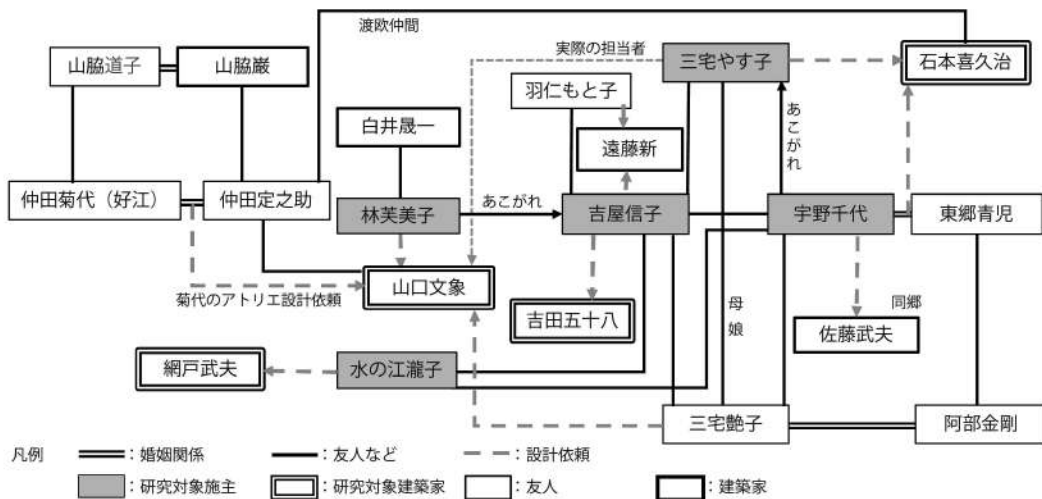 渡欧仲間
山脇道子
山脇巌
実際の担当者
三宅やす子
石本喜久治
羽仁もと子
白井晟一
遠藤新
あこがれ
仲田菊代（好江）
仲田定之助
林芙美子
あこがれ
吉屋信子
宇野千代
東郷青児
菊代のアトリエ設計依頼
山口文象
吉田五十八
母娘
同郷
佐藤武夫
網戸武夫
水の江瀧子
三宅艶子
阿部金剛
凡例
：婚姻関係
：友人など
：設計依頼
：研究対象施主
：研究対象建築家
：友人
：建築家